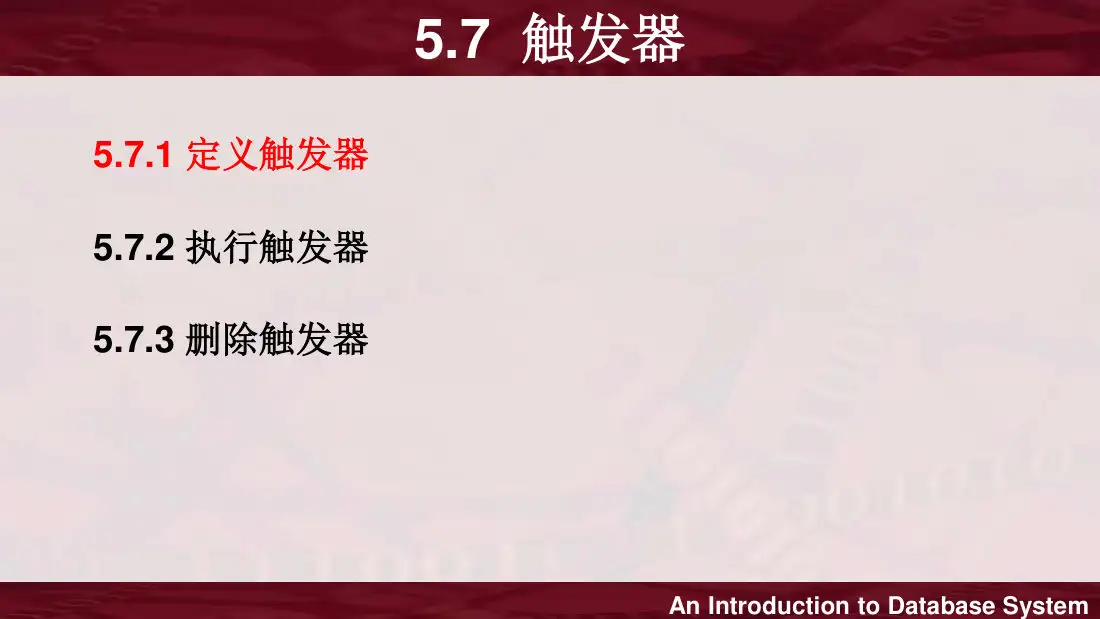 5.7 触发器
5.7.1 定义触发器
5.7.2 执行触发器
5.7.3 删除触发器
An Introduction to Database System